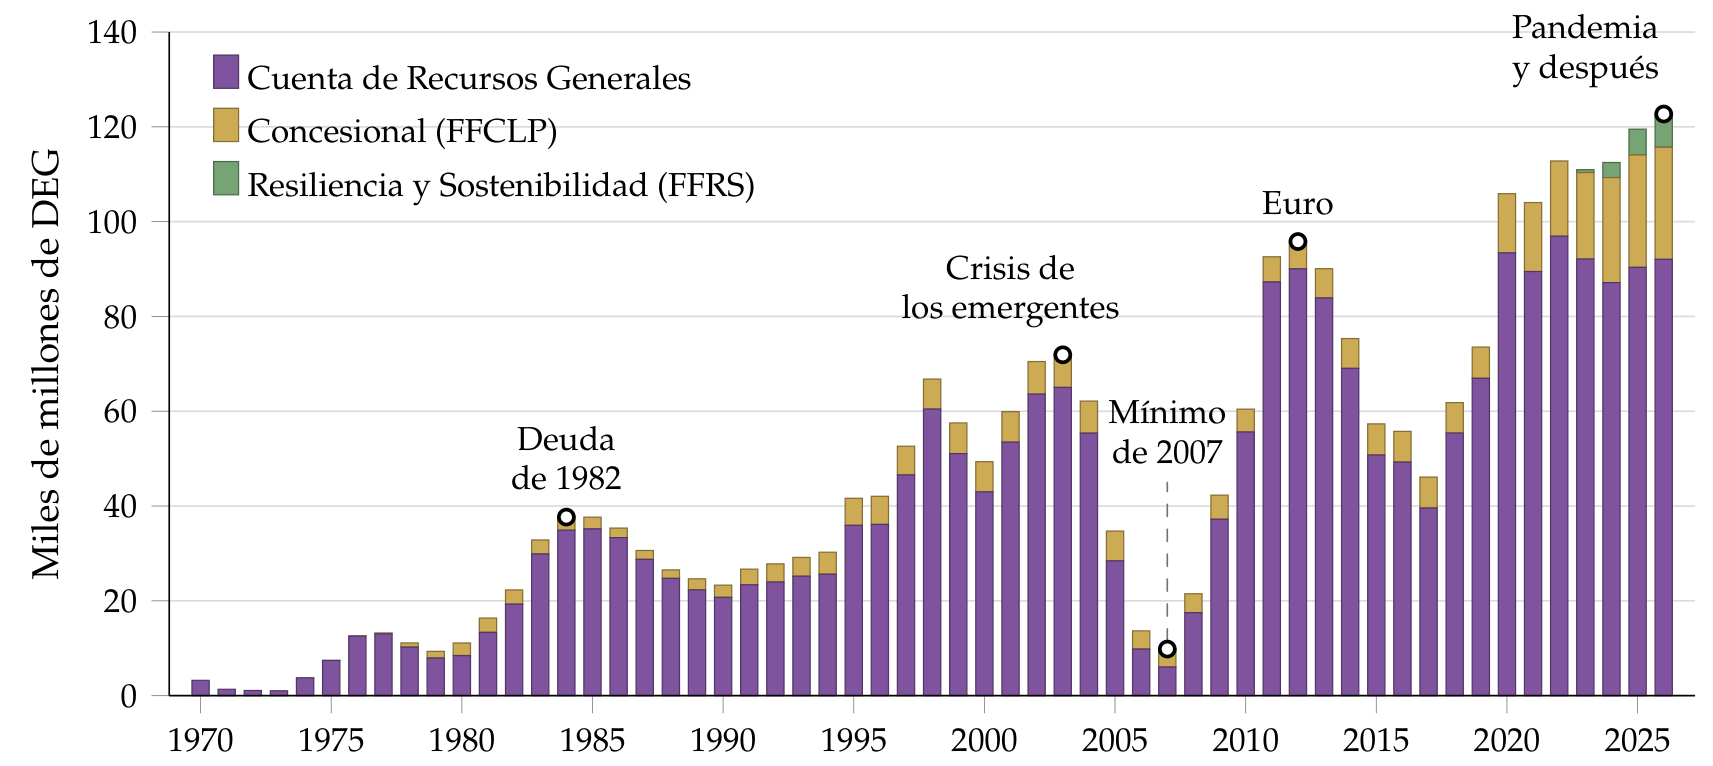 Pandemia
y después
Cuenta de Recursos Generales
Concesional (FFCLP)
Resiliencia y Sostenibilidad (FFRS)
Euro
Crisis de
los emergentes
Mínimo
de 2007
Deuda
de 1982
Miles de millones de DEG
140
120
100
80
60
40
20
0
1970
1975
1980
1985
1990
1995
2000
2005
2010
2015
2020
2025